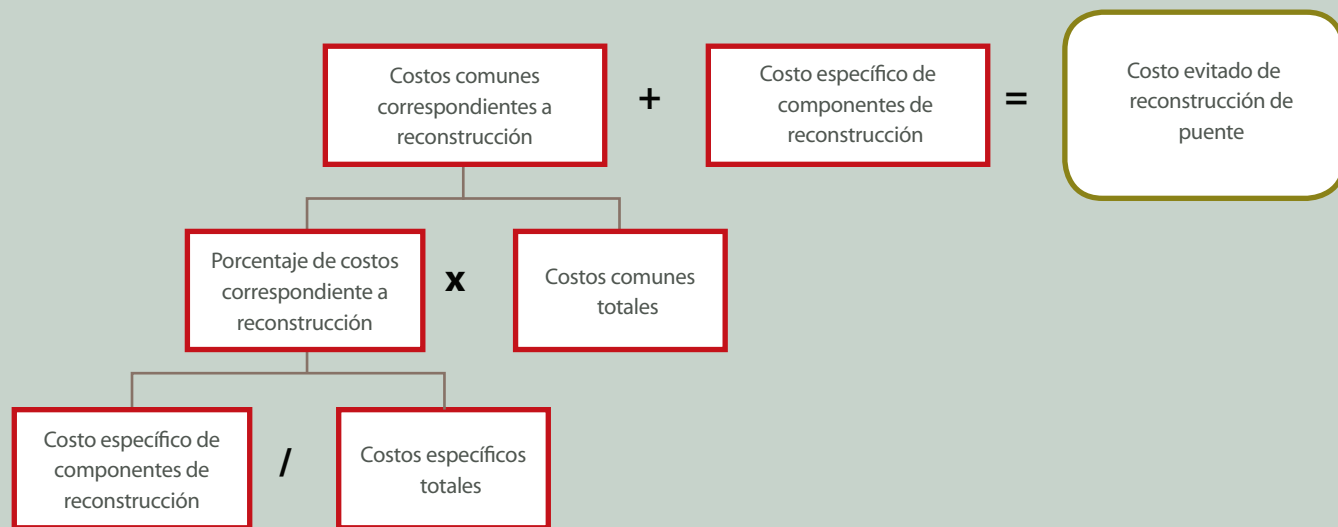 Costos comunes
correspondientes a
reconstrucción
+
Costo específico de
componentes de
reconstrucción
=
Costo evitado de
reconstrucción de
puente
Porcentaje de costos
correspondiente a
reconstrucción
x
Costos comunes
totales
Costo específico de
componentes de
reconstrucción
/
Costos específicos
totales